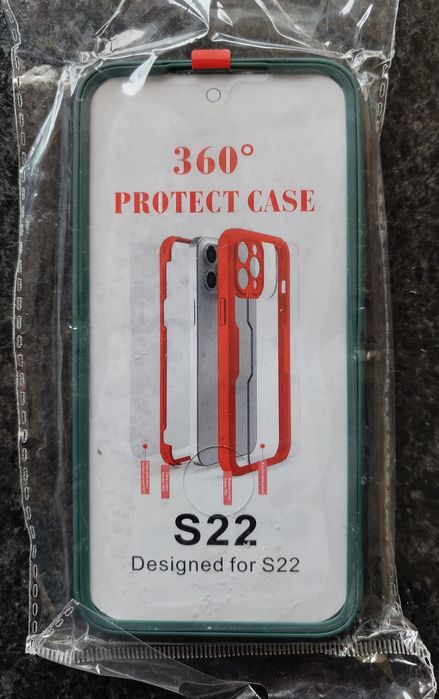 360°
PROTECT CASE
S22
Designed for S22